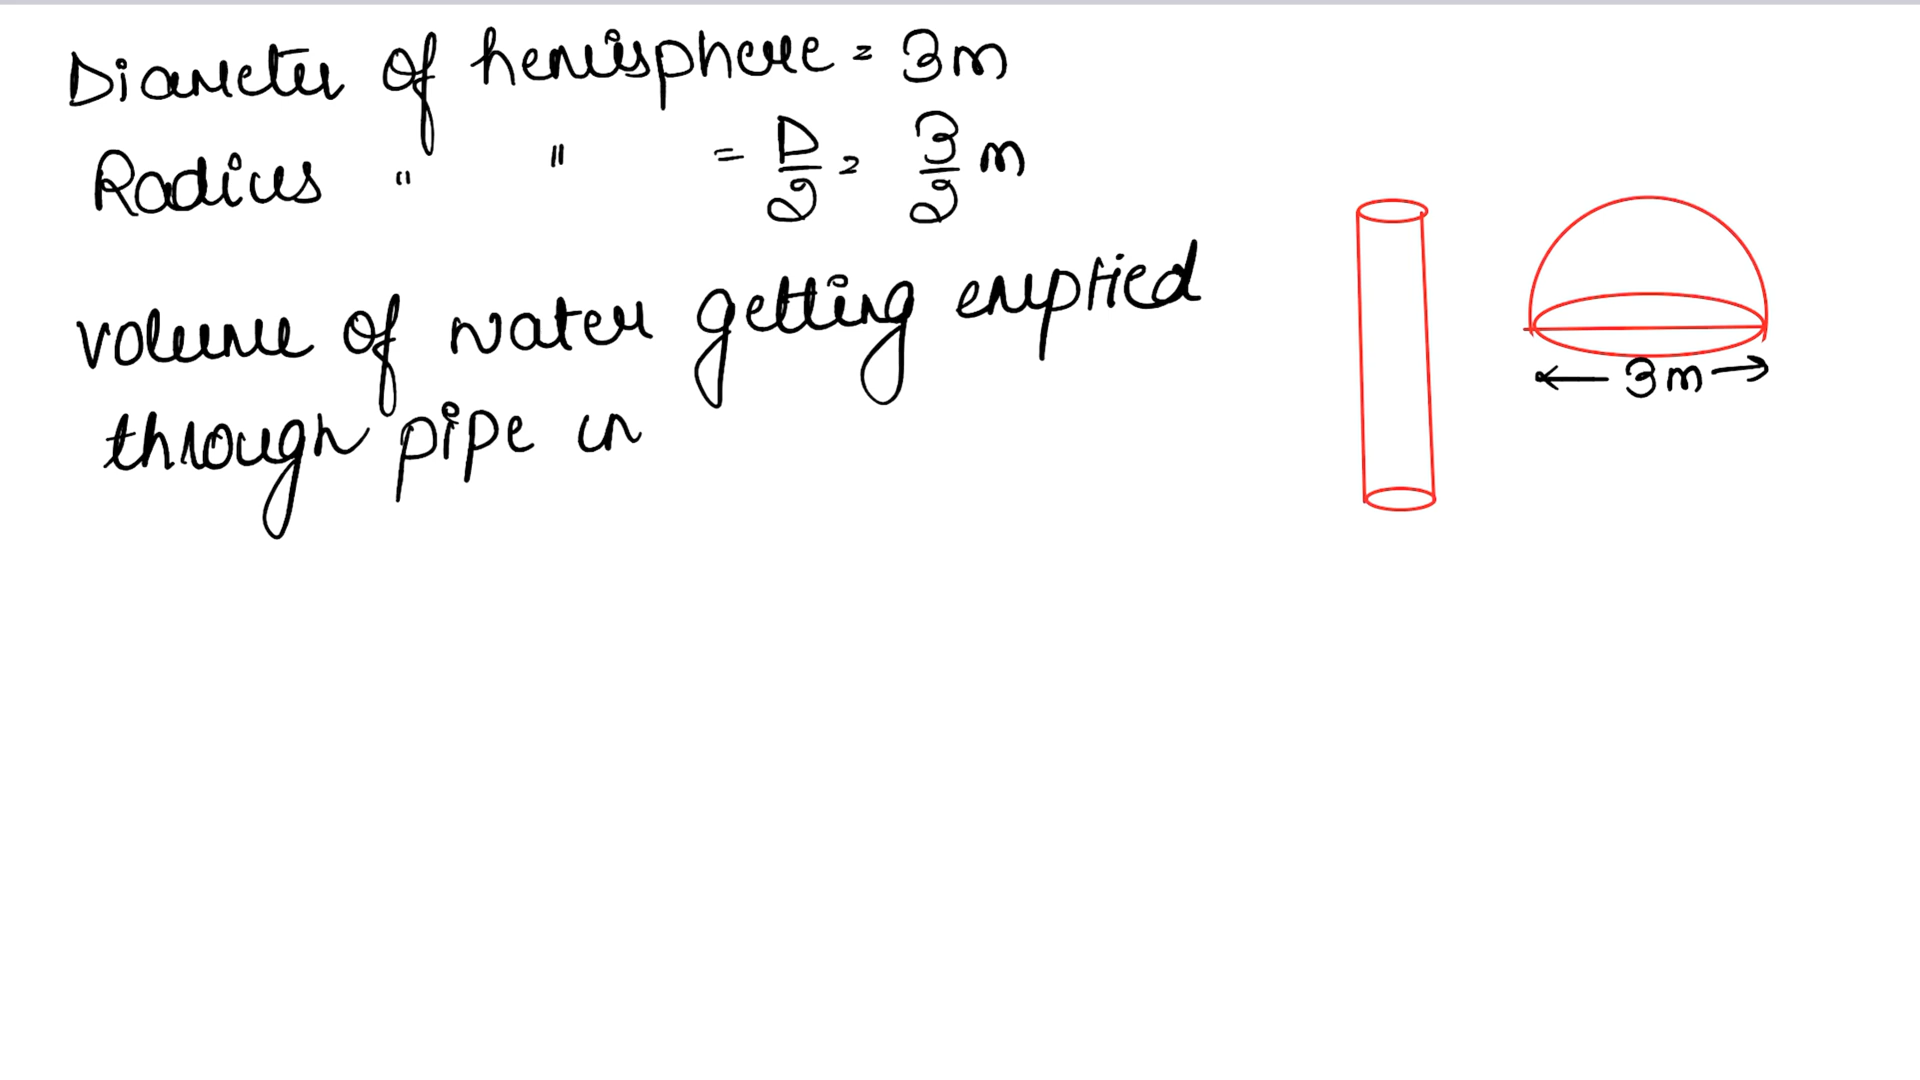 Diameter of hemisphere = 3m
Radius " " = D/2 = 3/2 m
volume of water getting emptied
through pipe in
← 3m →